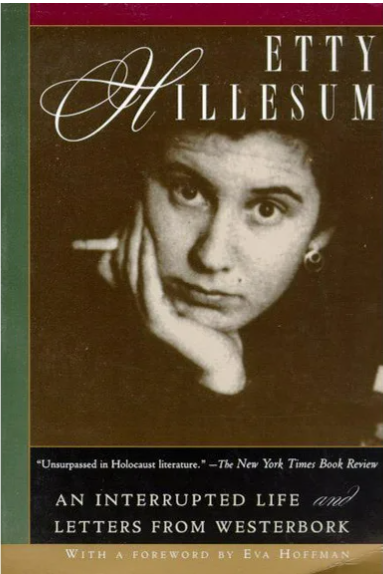 ETTY
HILLESUM
"Unsurpassed in Holocaust literature." —The New York Times Book Review
AN INTERRUPTED LIFE and
LETTERS FROM WESTERBORK
WITH A FOREWORD BY EVA HOFFMAN